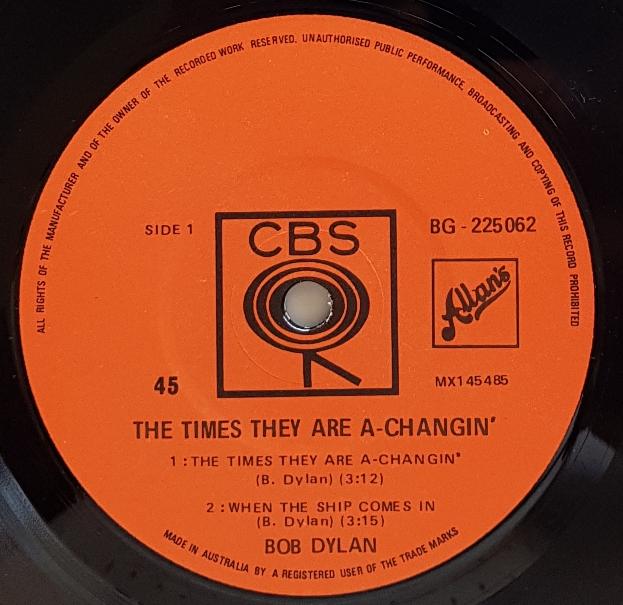 ALL RIGHTS OF THE MANUFACTURER AND OF THE OWNER OF THE RECORDED WORK RESERVED. UNAUTHORISED PUBLIC PERFORMANCE, BROADCASTING AND COPYING OF THIS RECORD PROHIBITED
SIDE 1
CBS
BG - 225062
Allan's
45
MX145485
THE TIMES THEY ARE A-CHANGIN'
1 : THE TIMES THEY ARE A-CHANGIN'
(B. Dylan) (3:12)
2 : WHEN THE SHIP COMES IN
(B. Dylan) (3:15)
BOB DYLAN
MADE IN AUSTRALIA BY A REGISTERED USER OF THE TRADE MARKS